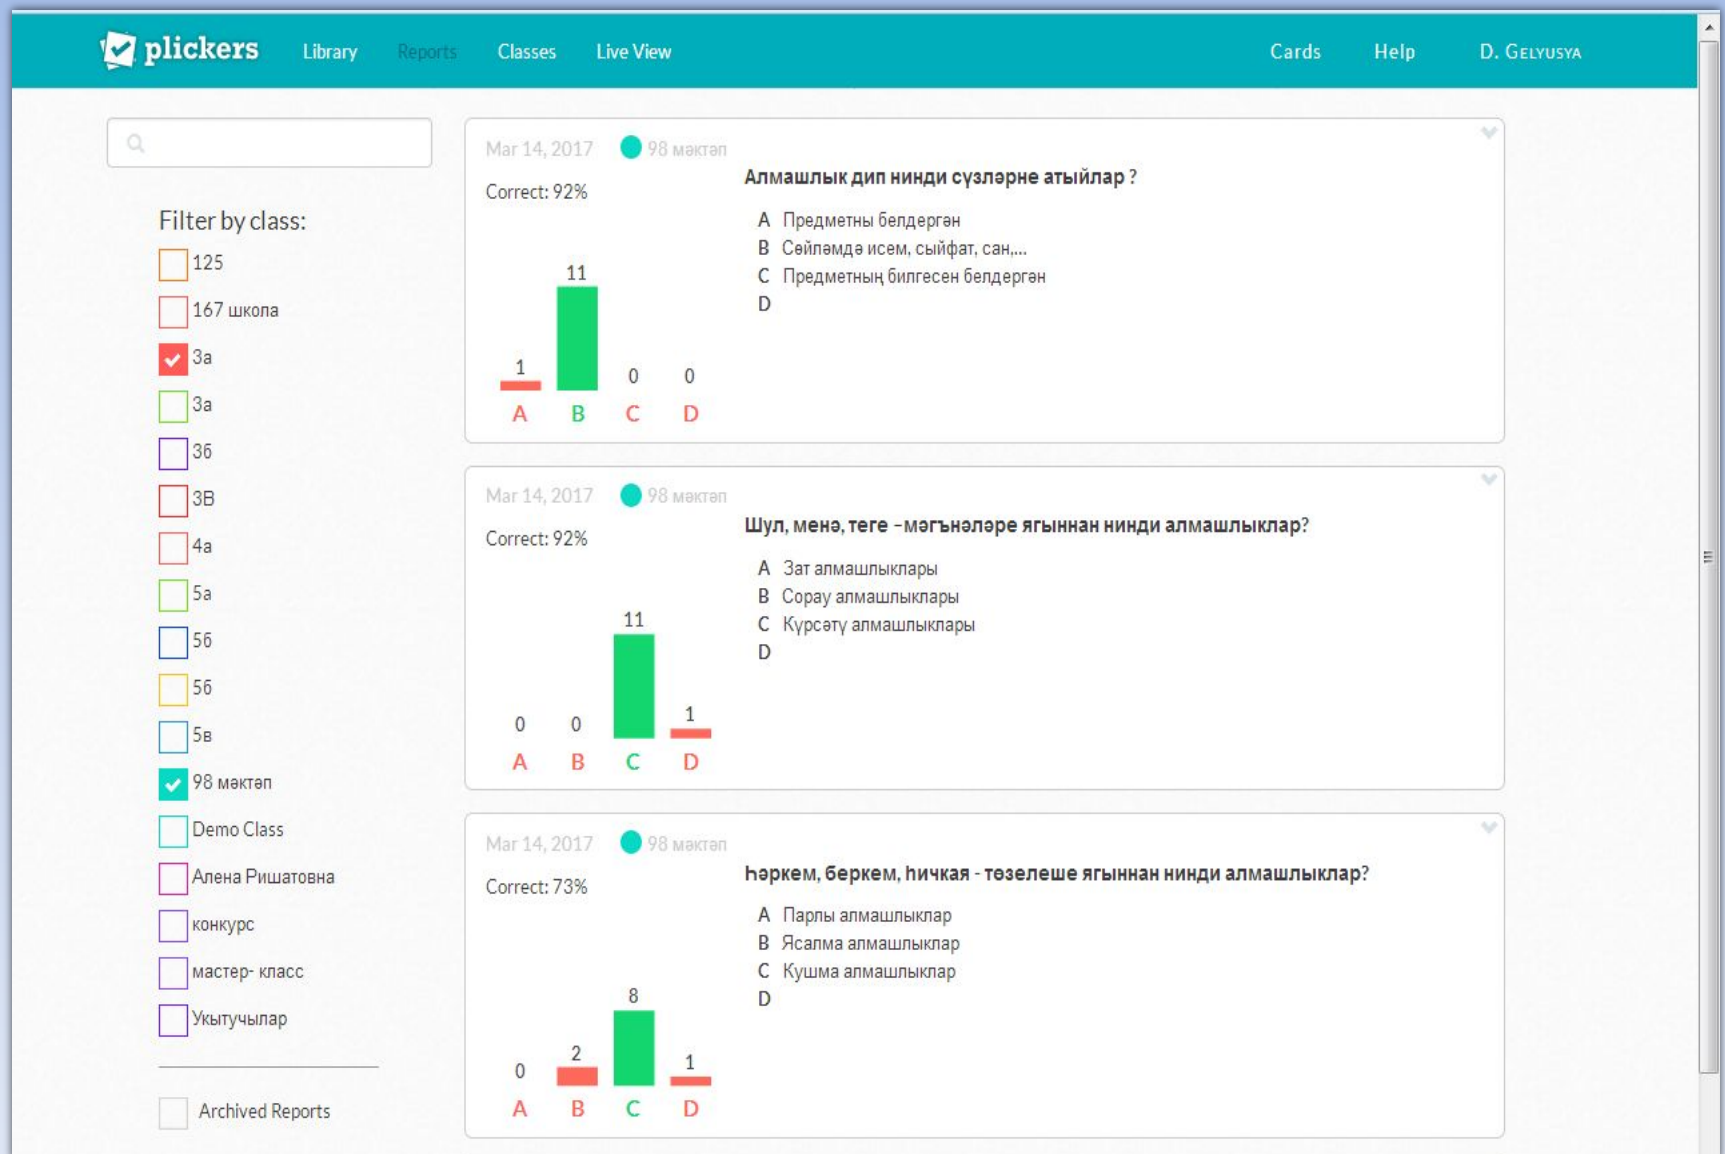 plickers Library Reports Classes Live View Cards Help D. GELYUSYA
Filter by class:
125
167 школа
3а
3а
3б
3В
4а
5а
5б
5б
5в
98 мәктәп
Demo Class
Алена Ришатовна
конкурс
мастер- класс
Укытучылар
Archived Reports
Mar 14, 2017 98 мәктәп
Correct: 92%
Алмашлык дип нинди сүзләрне атыйлар ?
A Предметны белдергән
B Сөйләмдә исем, сыйфат, сан,...
C Предметның билгесен белдергән
D
11
1
0
0
A B C D
Mar 14, 2017 98 мәктәп
Correct: 92%
Шул, менә, теге –мәгънәләре ягыннан нинди алмашлыклар?
A Зат алмашлыклары
B Сорау алмашлыклары
C Күрсәтү алмашлыклары
D
11
0
0
1
A B C D
Mar 14, 2017 98 мәктәп
Correct: 73%
Һәркем, беркем, һичкая - төзелеше ягыннан нинди алмашлыклар?
A Парлы алмашлыклар
B Ясалма алмашлыклар
C Кушма алмашлыклар
D
8
0
2
1
A B C D